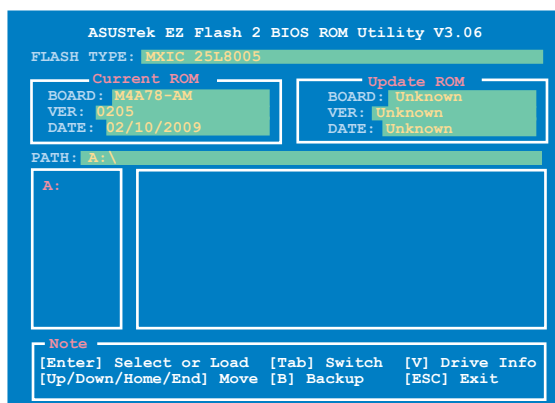 ASUSTek EZ Flash 2 BIOS ROM Utility V3.06
FLASH TYPE: MXIC 25L8005
Current ROM
BOARD: M4A78-AM
VER: 0205
DATE: 02/10/2009
Update ROM
BOARD: Unknown
VER: Unknown
DATE: Unknown
PATH: A:\
A:
Note
[Enter] Select or Load [Tab] Switch [V] Drive Info
[Up/Down/Home/End] Move [B] Backup [ESC] Exit